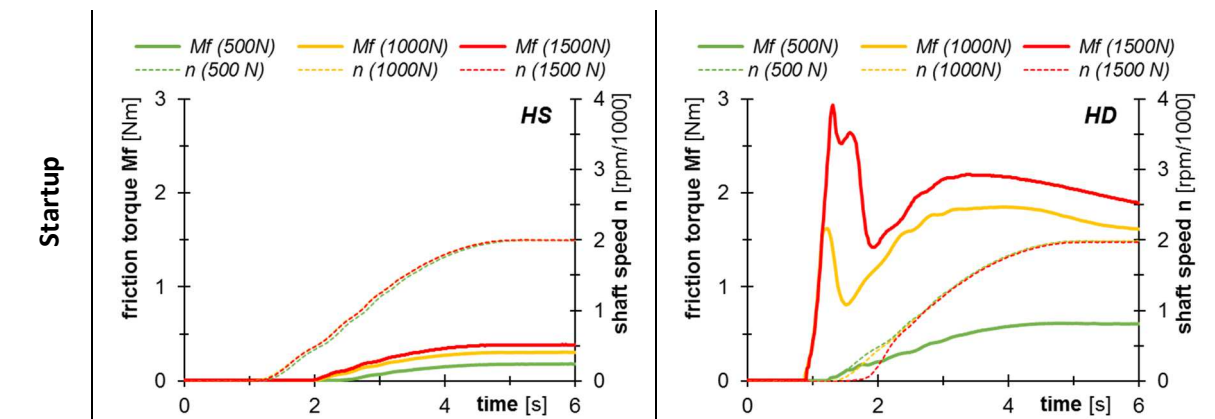 Startup
Mf (500N) Mf (1000N) Mf (1500N)
n (500 N) n (1000N) n (1500 N)
HS
friction torque Mf [Nm]
3
2
1
0
4
3
2
1
0
shaft speed n [rpm/1000]
0 2 4 6
time [s]
Mf (500N) Mf (1000N) Mf (1500N)
n (500 N) n (1000N) n (1500 N)
HD
friction torque Mf [Nm]
3
2
1
0
4
3
2
1
0
shaft speed n [rpm/1000]
0 2 4 6
time [s]